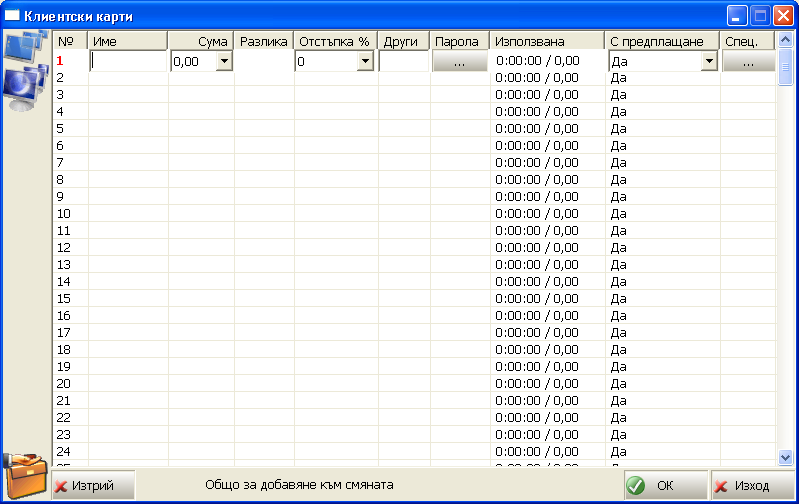 Клиентски карти
№ Име Сума Разлика Отстъпка % Други Парола Използвана С предплащане Спец.
1 0,00 0 ... 0:00:00 / 0,00 Да ...
2 0:00:00 / 0,00 Да
3 0:00:00 / 0,00 Да
4 0:00:00 / 0,00 Да
5 0:00:00 / 0,00 Да
6 0:00:00 / 0,00 Да
7 0:00:00 / 0,00 Да
8 0:00:00 / 0,00 Да
9 0:00:00 / 0,00 Да
10 0:00:00 / 0,00 Да
11 0:00:00 / 0,00 Да
12 0:00:00 / 0,00 Да
13 0:00:00 / 0,00 Да
14 0:00:00 / 0,00 Да
15 0:00:00 / 0,00 Да
16 0:00:00 / 0,00 Да
17 0:00:00 / 0,00 Да
18 0:00:00 / 0,00 Да
19 0:00:00 / 0,00 Да
20 0:00:00 / 0,00 Да
21 0:00:00 / 0,00 Да
22 0:00:00 / 0,00 Да
23 0:00:00 / 0,00 Да
24 0:00:00 / 0,00 Да
Изтрий Общо за добавяне към смяната ОК Изход